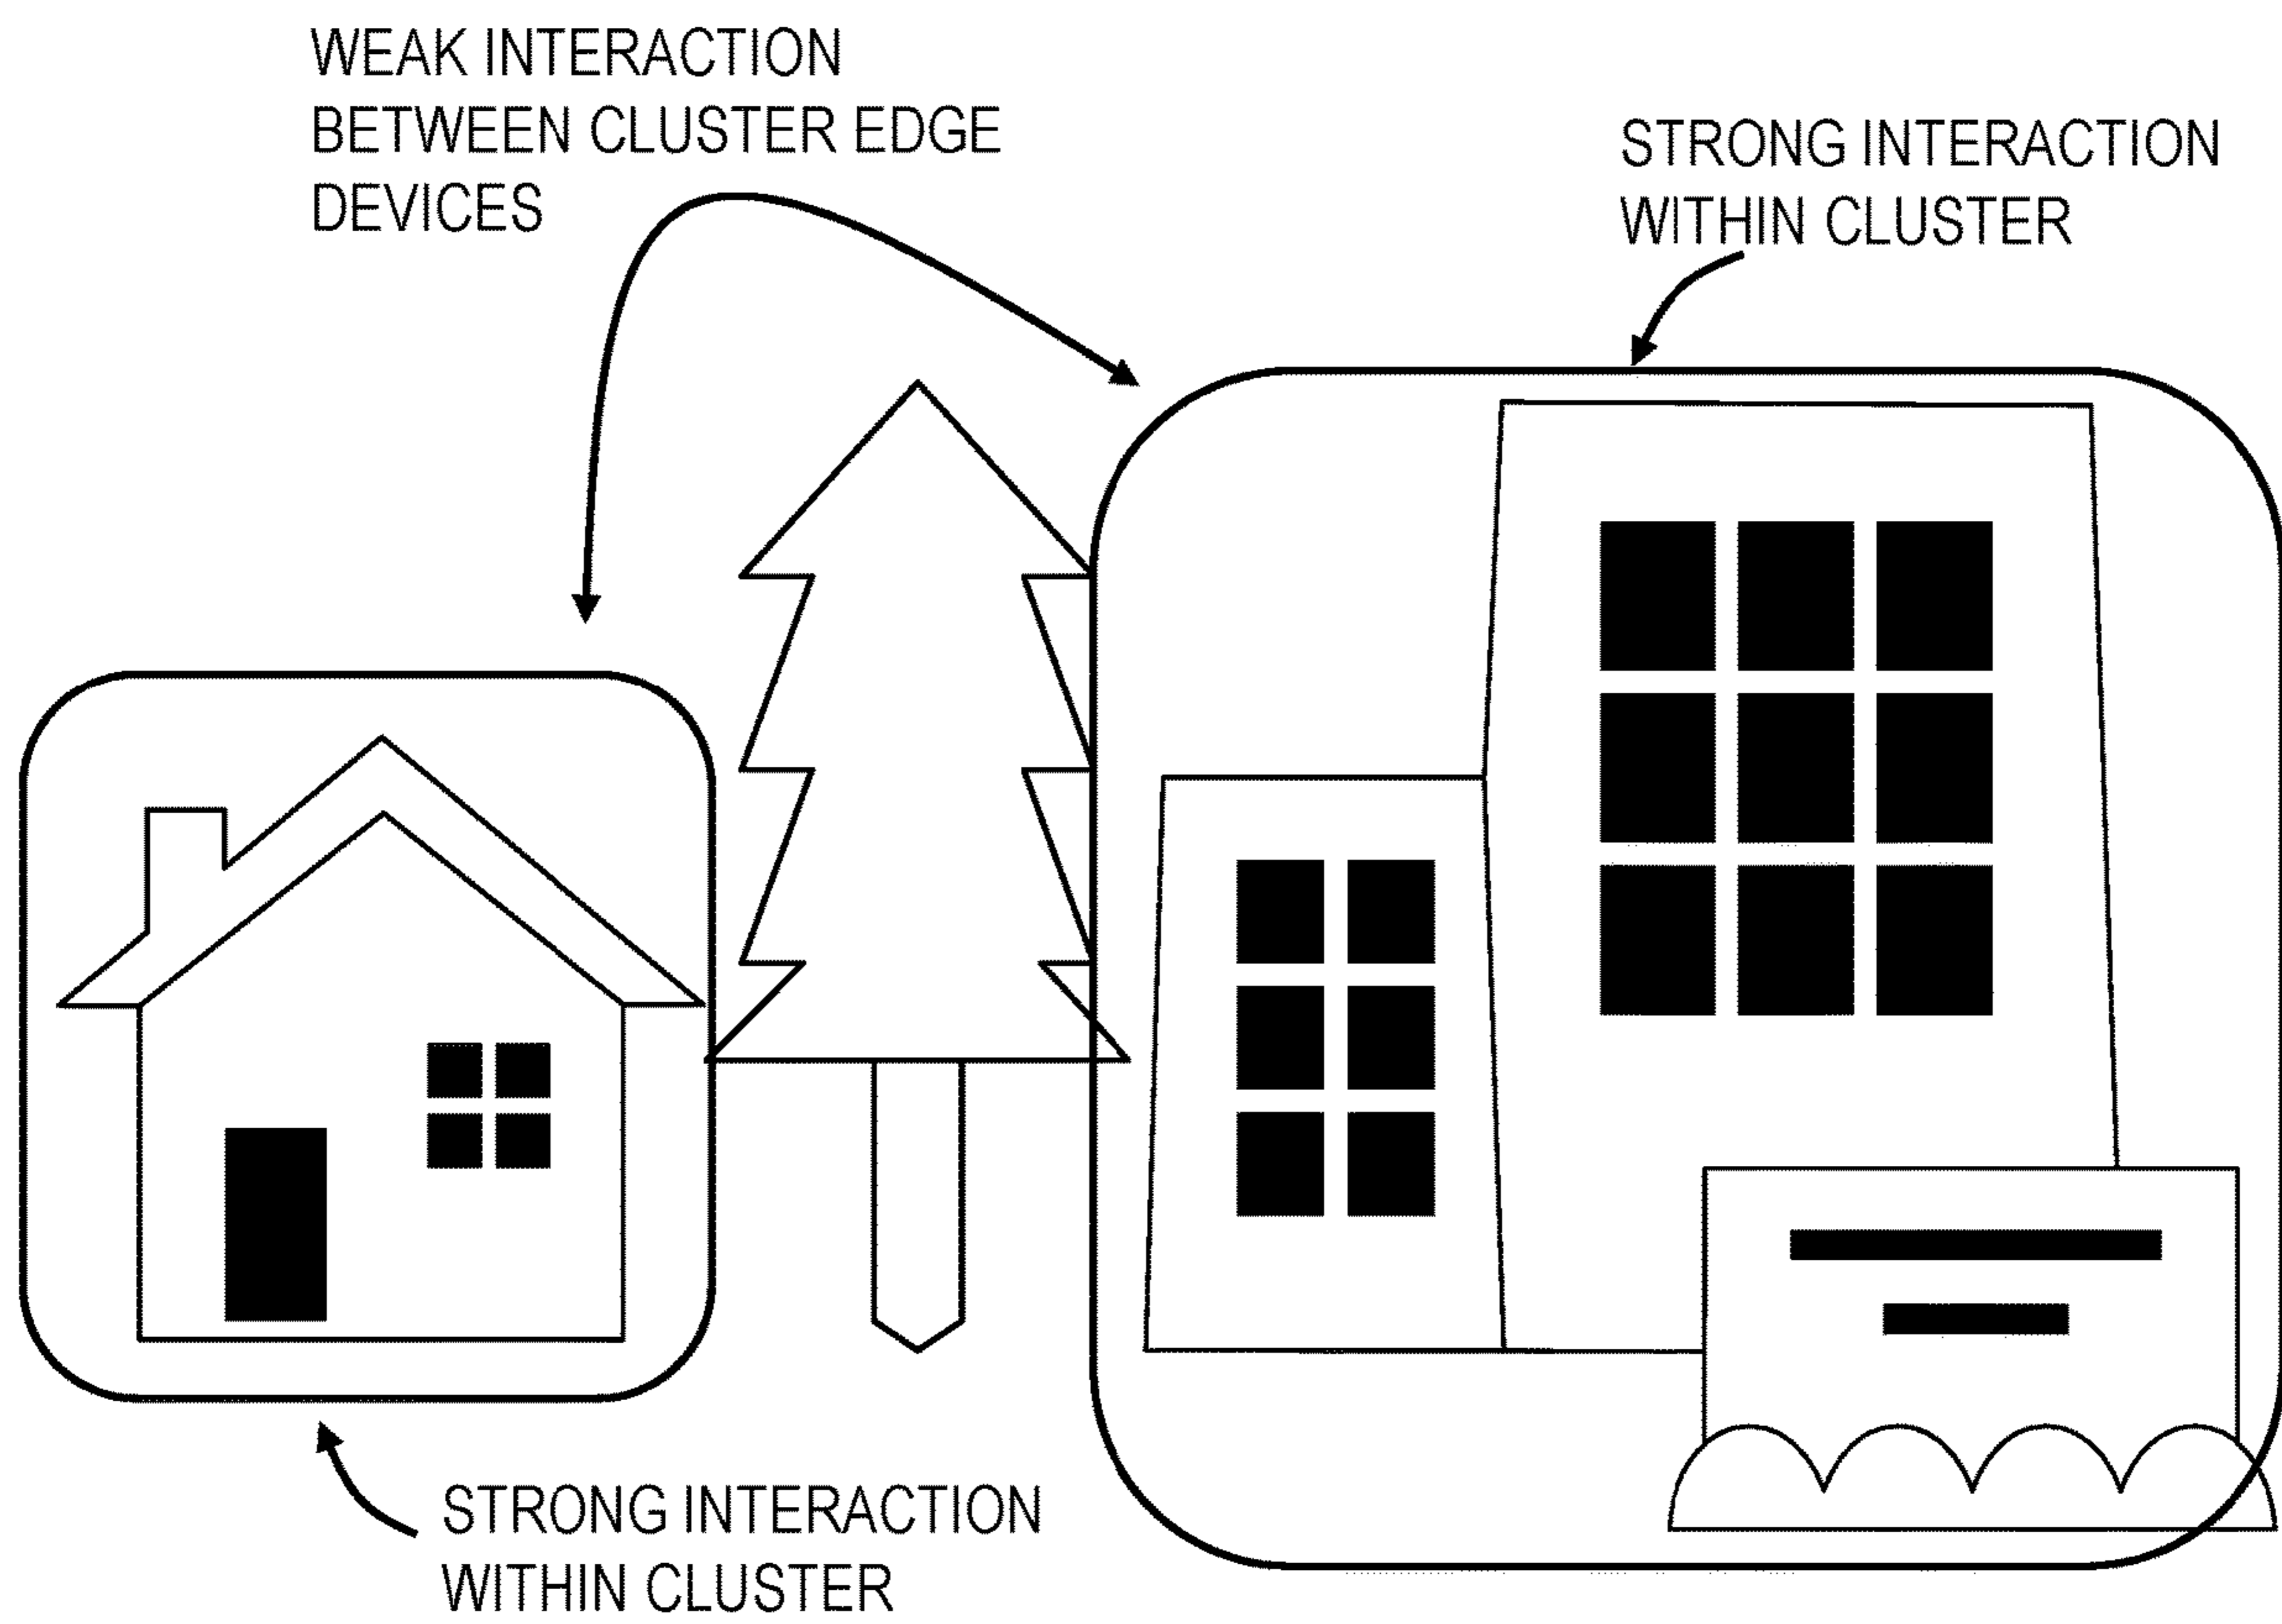 WEAK INTERACTION
BETWEEN CLUSTER EDGE
DEVICES
STRONG INTERACTION
WITHIN CLUSTER
STRONG INTERACTION
WITHIN CLUSTER